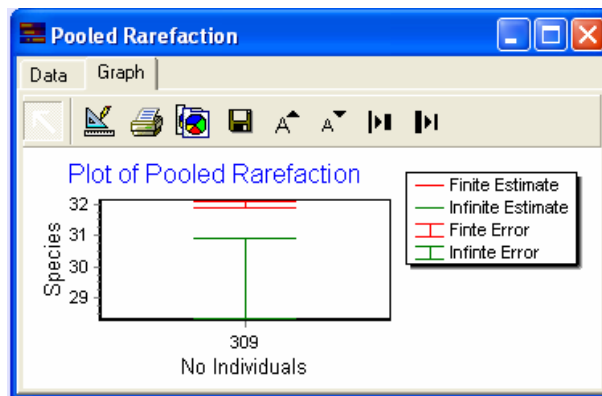 Pooled Rarefaction
Data Graph
A A
Plot of Pooled Rarefaction
Finite Estimate
Infinite Estimate
Finte Error
Infinte Error
32
31
30
29
Species
309
No Individuals